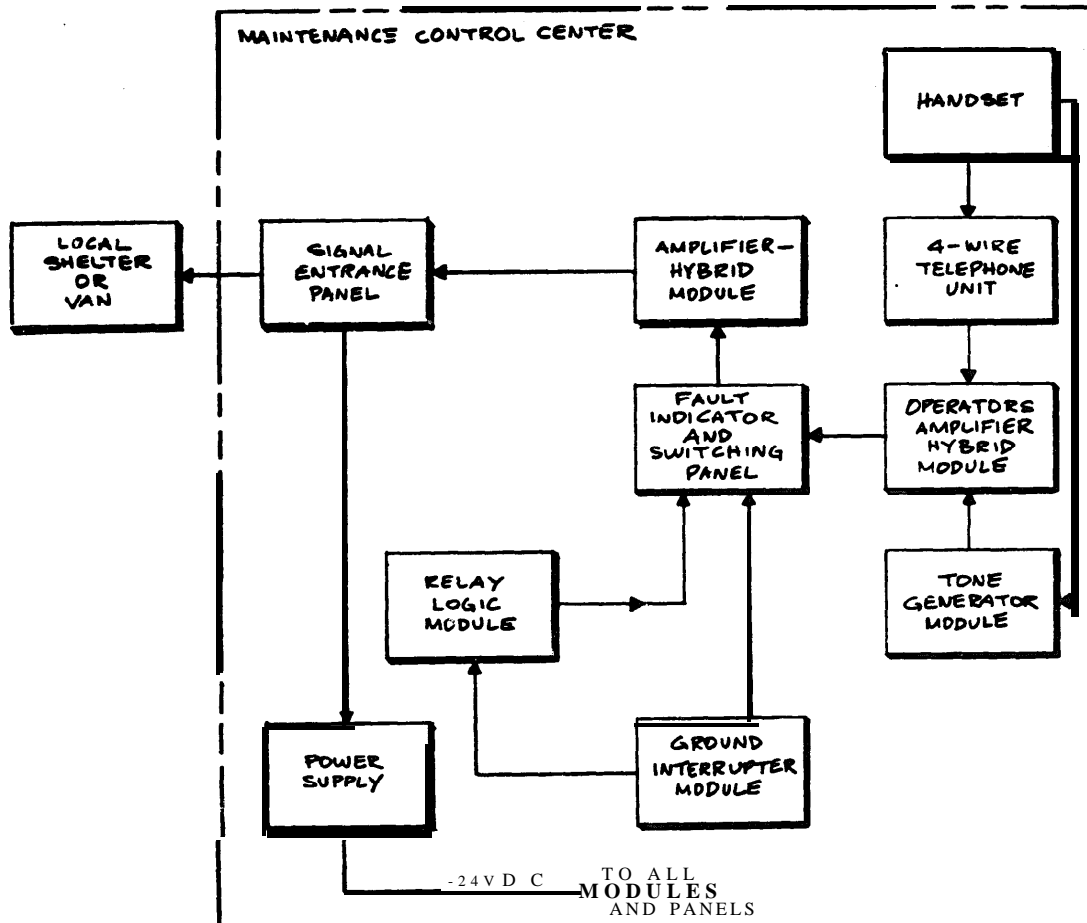 MAINTENANCE CONTROL CENTER
HANDSET
LOCAL
SHELTER
OR
VAN
SIGNAL
ENTRANCE
PANEL
AMPLIFIER-
HYBRID
MODULE
4-WIRE
TELEPHONE
UNIT
FAULT
INDICATOR
AND
SWITCHING
PANEL
OPERATORS
AMPLIFIER
HYBRID
MODULE
RELAY
LOGIC
MODULE
TONE
GENERATOR
MODULE
POWER
SUPPLY
GROUND
INTERRUPTER
MODULE
-24V D C
TO ALL
MODULES
AND PANELS